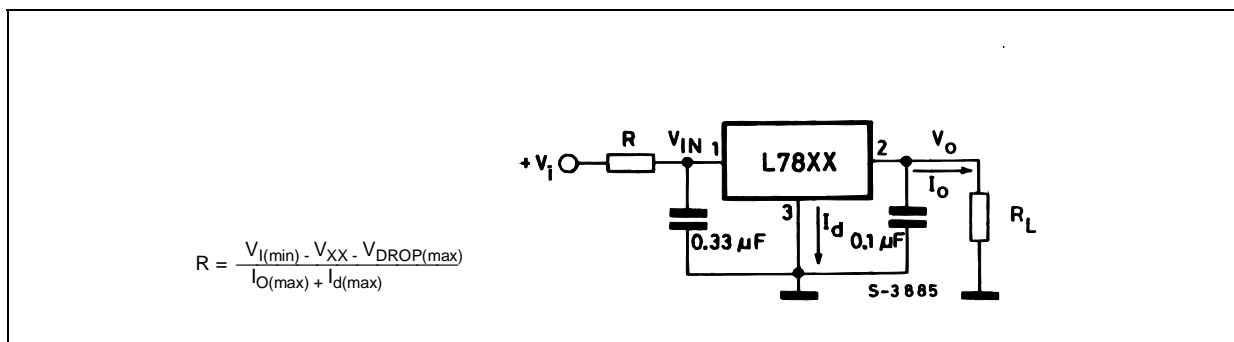 R
V_IN
1
L78XX
2
V_o
+ V_i
I_o
3
I_d
R_L
0.33 µF
0.1 µF
R = V_I(min) - V_XX - V_DROP(max)
I_O(max) + I_d(max)
S-3885